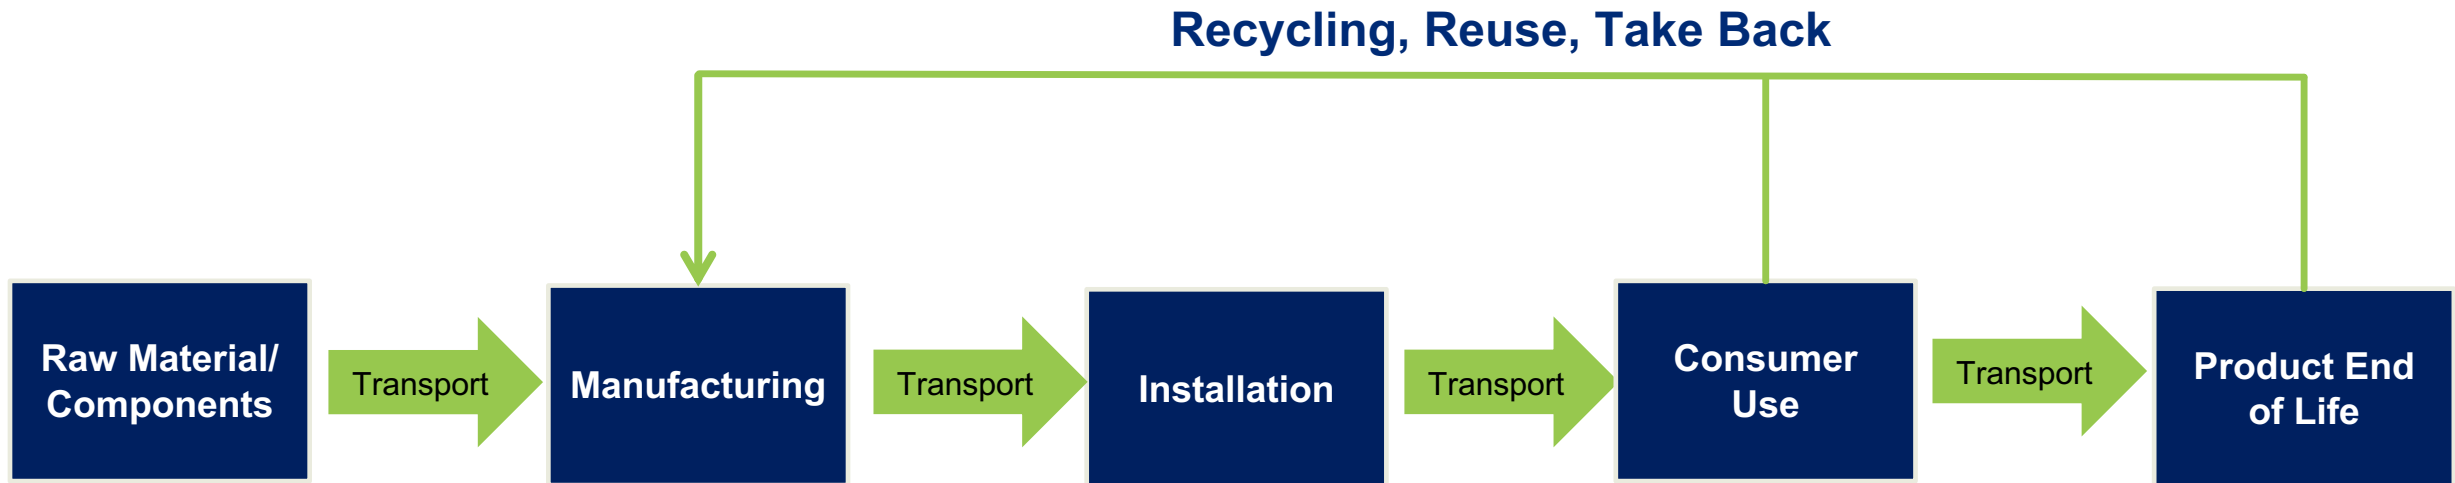 Recycling, Reuse, Take Back
Raw Material/
Components
Transport
Manufacturing
Transport
Installation
Transport
Consumer
Use
Transport
Product End
of Life